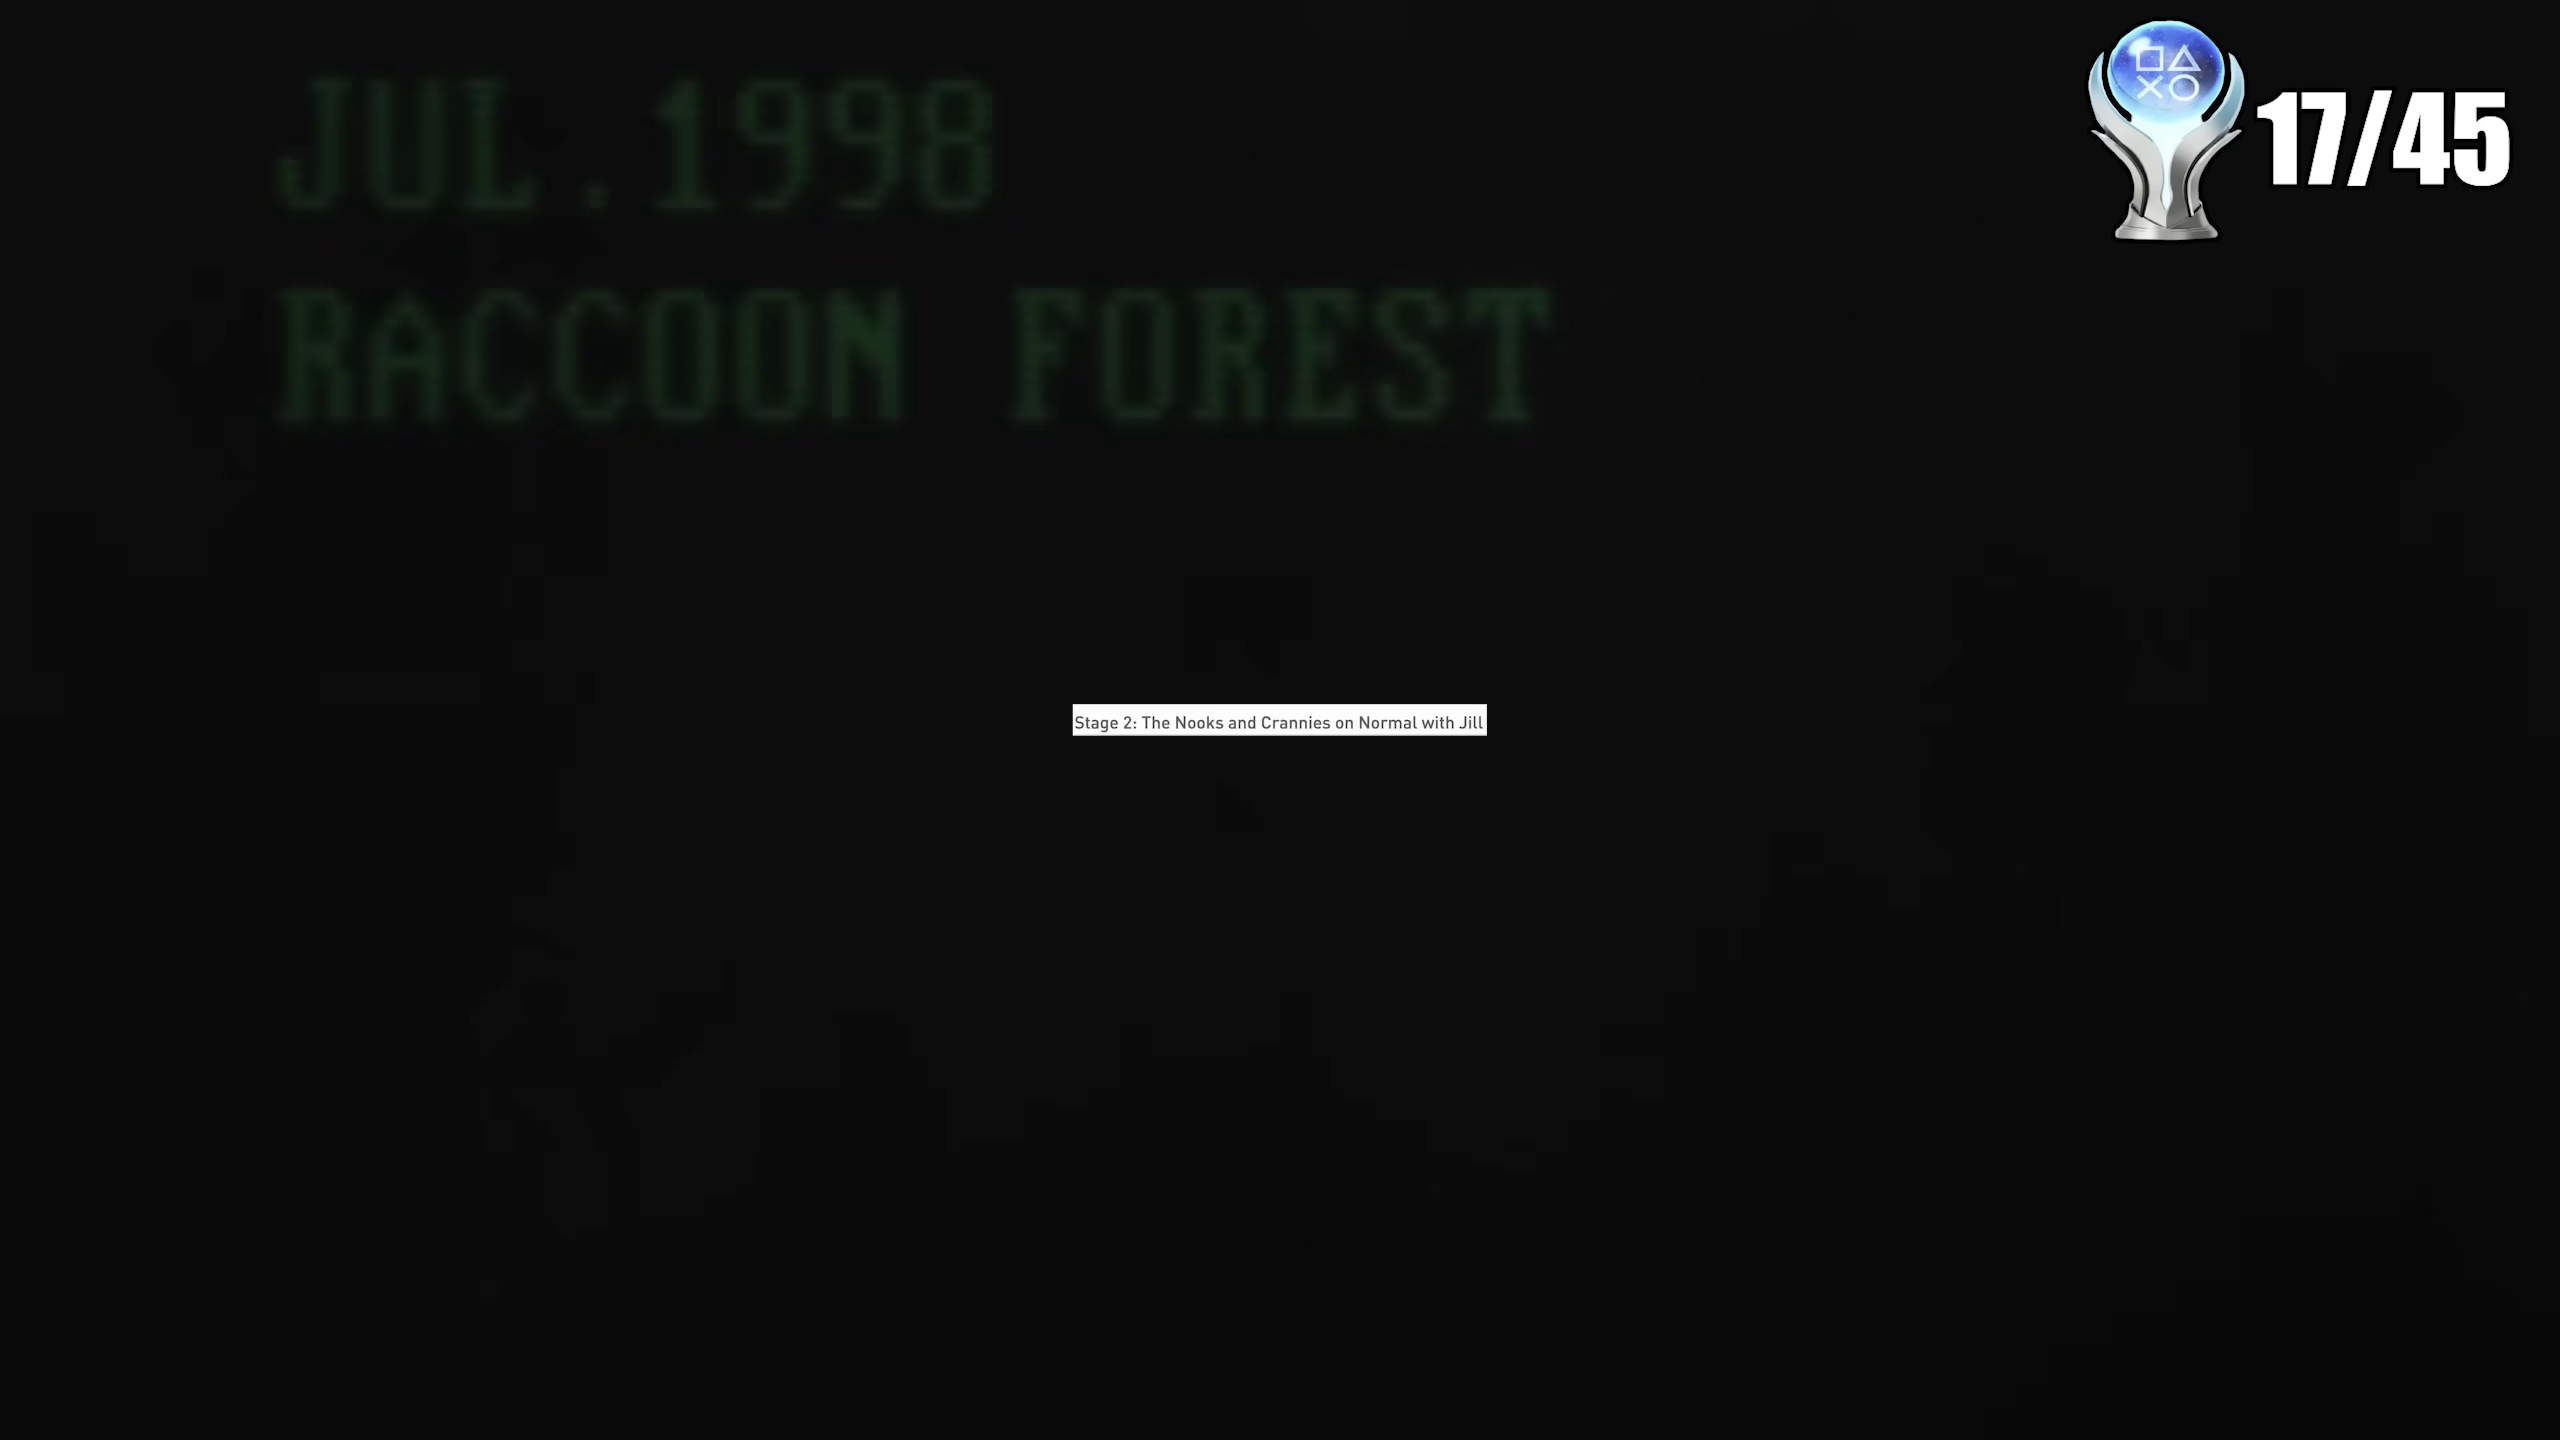 JUL.1998
RACCOON FOREST
17/45
Stage 2: The Nooks and Crannies on Normal with Jill